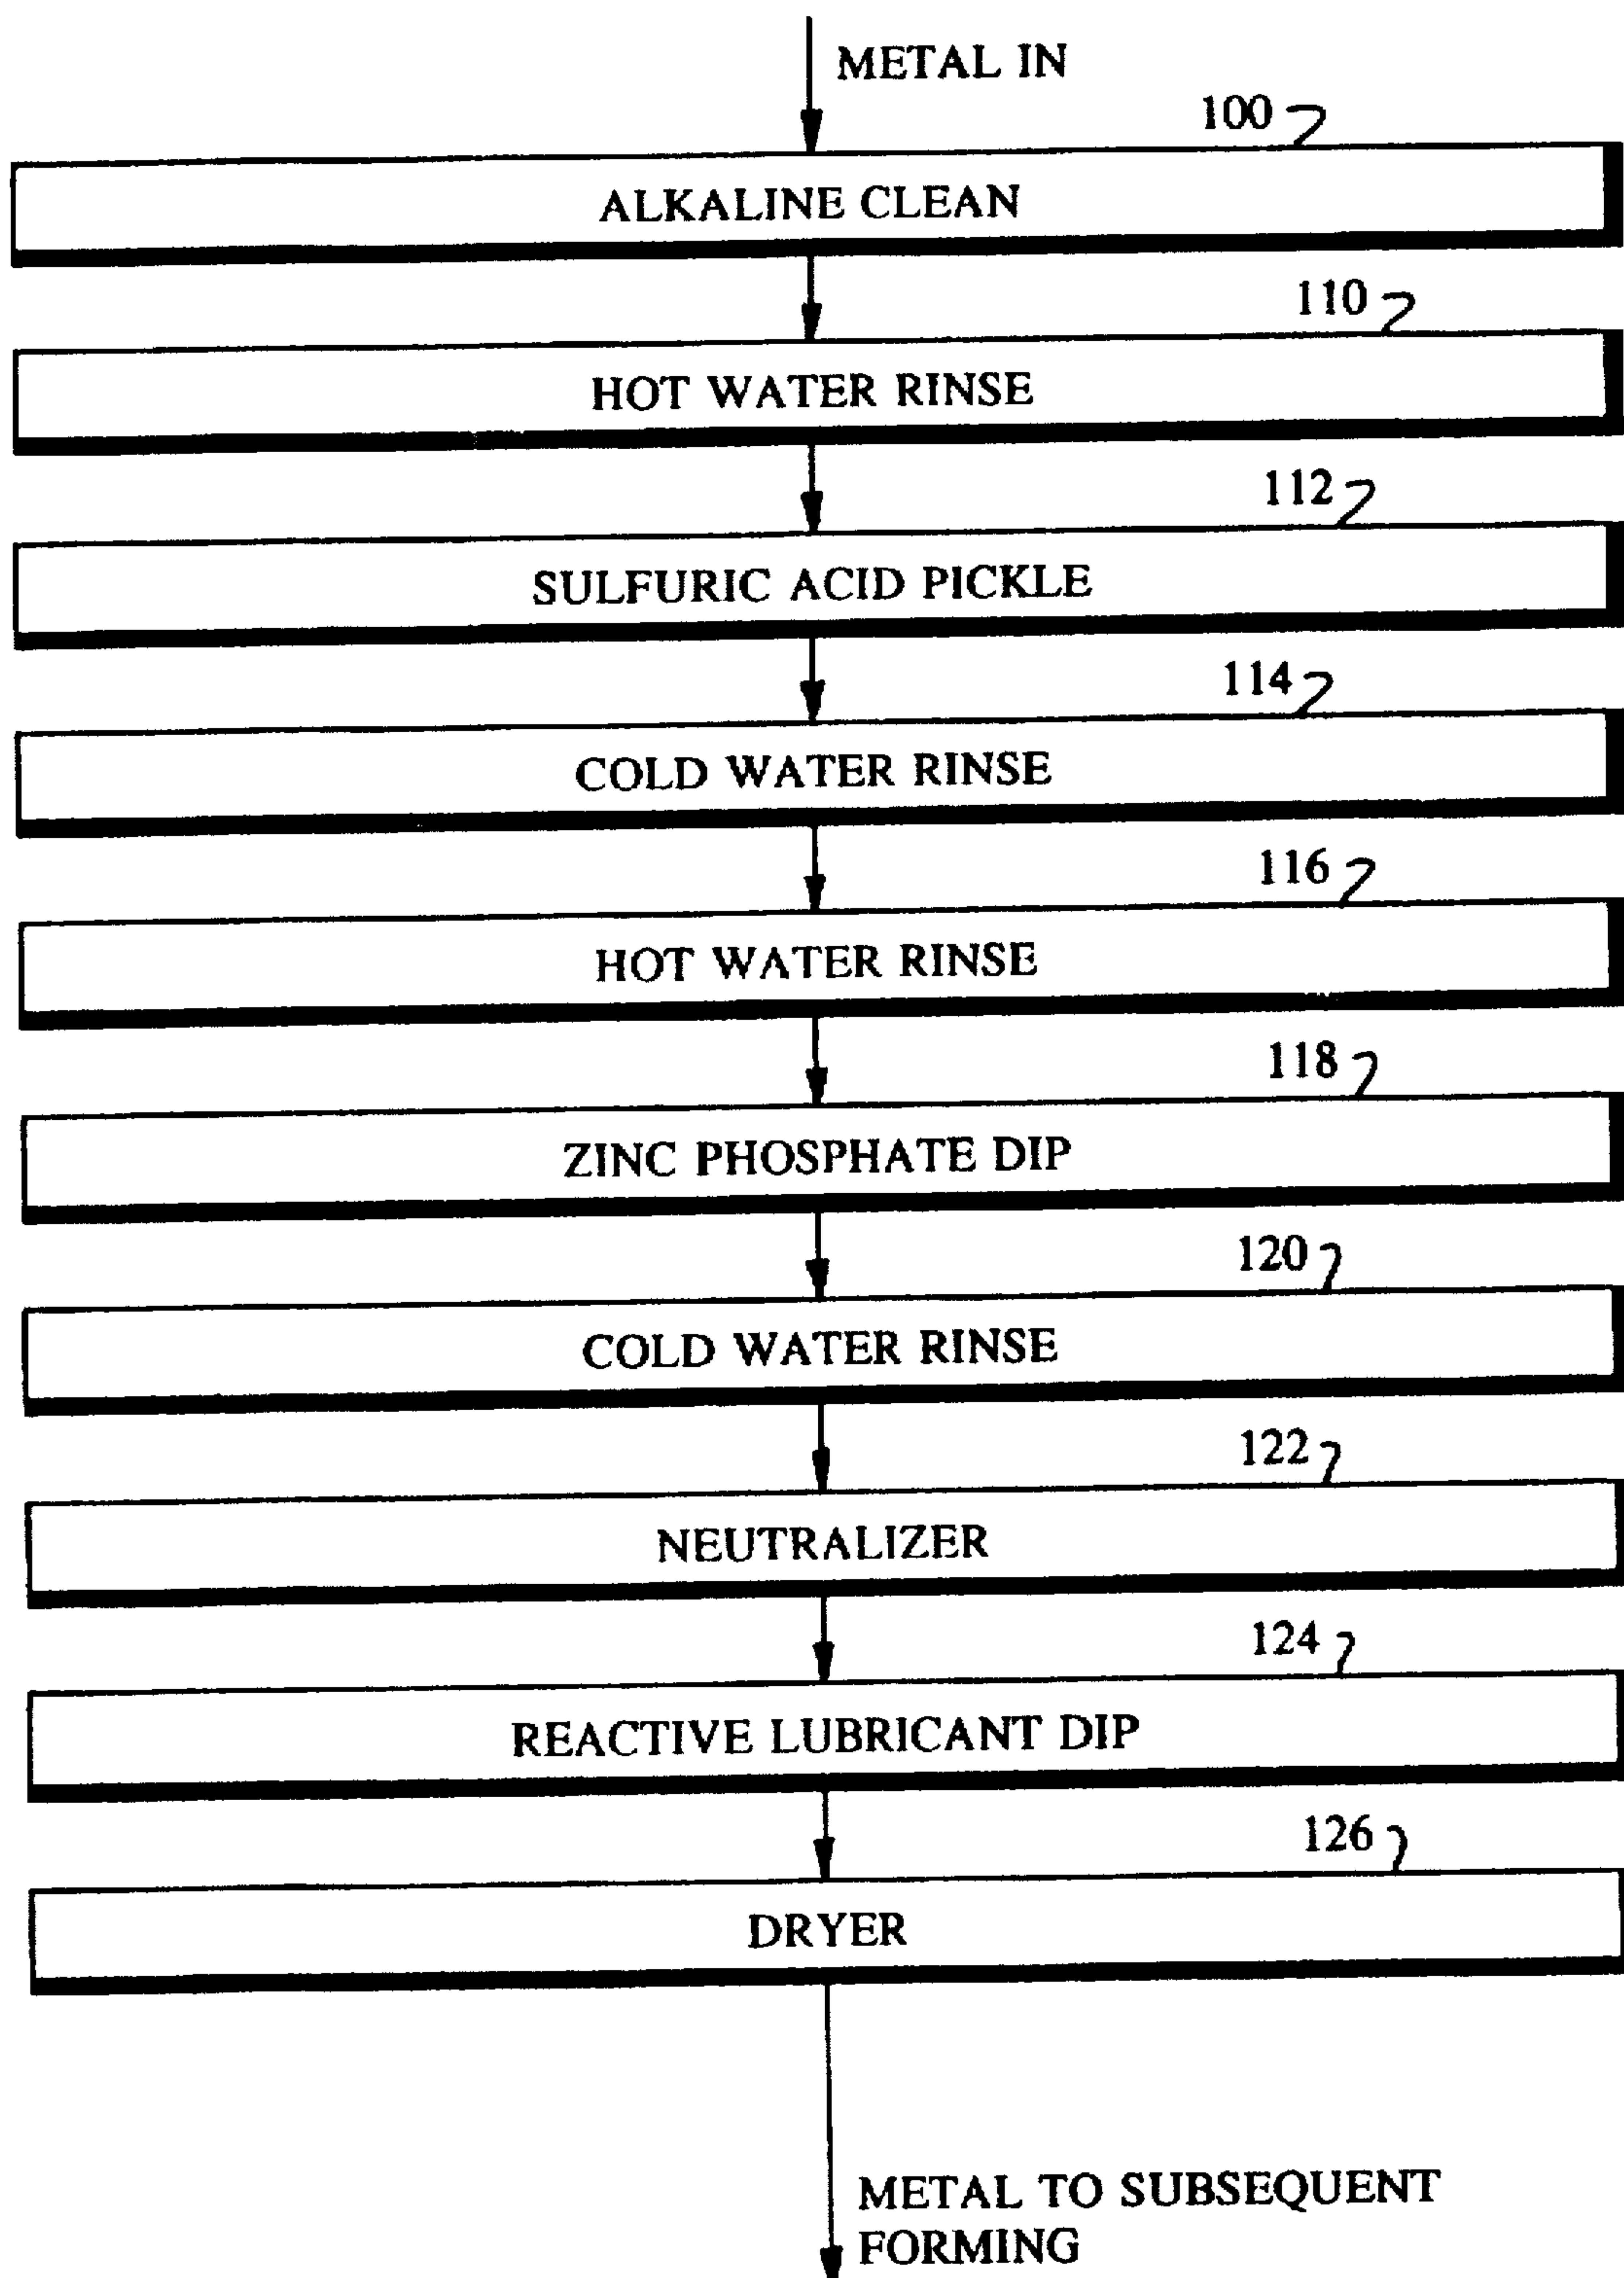 METAL IN
100
ALKALINE CLEAN
110
HOT WATER RINSE
112
SULFURIC ACID PICKLE
114
COLD WATER RINSE
116
HOT WATER RINSE
118
ZINC PHOSPHATE DIP
120
COLD WATER RINSE
122
NEUTRALIZER
124
REACTIVE LUBRICANT DIP
126
DRYER
METAL TO SUBSEQUENT
FORMING